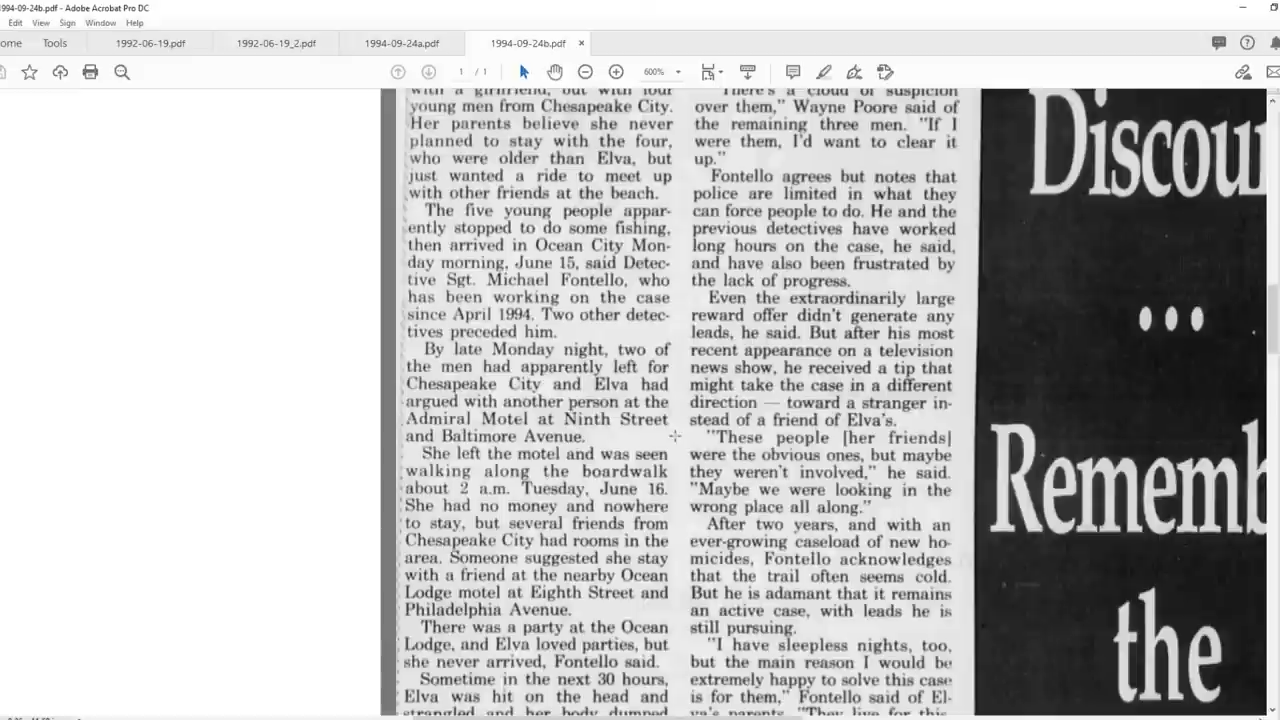 1994-09-24b.pdf - Adobe Acrobat Pro DC
Edit View Sign Window Help
ome Tools 1992-06-19.pdf 1992-06-19_2.pdf 1994-09-24a.pdf 1994-09-24b.pdf ×
1 / 1 600%
with a girlfriend, but with four
young men from Chesapeake City.
Her parents believe she never
planned to stay with the four,
who were older than Elva, but
just wanted a ride to meet up
with other friends at the beach.
The five young people appar-
ently stopped to do some fishing,
then arrived in Ocean City Mon-
day morning, June 15, said Detec-
tive Sgt. Michael Fontello, who
has been working on the case
since April 1994. Two other detec-
tives preceded him.
By late Monday night, two of
the men had apparently left for
Chesapeake City and Elva had
argued with another person at the
Admiral Motel at Ninth Street
and Baltimore Avenue.
She left the motel and was seen
walking along the boardwalk
about 2 a.m. Tuesday, June 16.
She had no money and nowhere
to stay, but several friends from
Chesapeake City had rooms in the
area. Someone suggested she stay
with a friend at the nearby Ocean
Lodge motel at Eighth Street and
Philadelphia Avenue.
There was a party at the Ocean
Lodge, and Elva loved parties, but
she never arrived, Fontello said.
Sometime in the next 30 hours,
Elva was hit on the head and
strangled and her body dumped
"There's a cloud of suspicion
over them," Wayne Poore said of
the remaining three men. "If I
were them, I'd want to clear it
up."
Fontello agrees but notes that
police are limited in what they
can force people to do. He and the
previous detectives have worked
long hours on the case, he said,
and have also been frustrated by
the lack of progress.
Even the extraordinarily large
reward offer didn't generate any
leads, he said. But after his most
recent appearance on a television
news show, he received a tip that
might take the case in a different
direction — toward a stranger in-
stead of a friend of Elva's.
"These people [her friends]
were the obvious ones, but maybe
they weren't involved," he said.
"Maybe we were looking in the
wrong place all along."
After two years, and with an
ever-growing caseload of new ho-
micides, Fontello acknowledges
that the trail often seems cold.
But he is adamant that it remains
an active case, with leads he is
still pursuing.
"I have sleepless nights, too,
but the main reason I would be
extremely happy to solve this case
is for them," Fontello said of El-
va's parents. "They live for this
Discou
...
Rememb
the